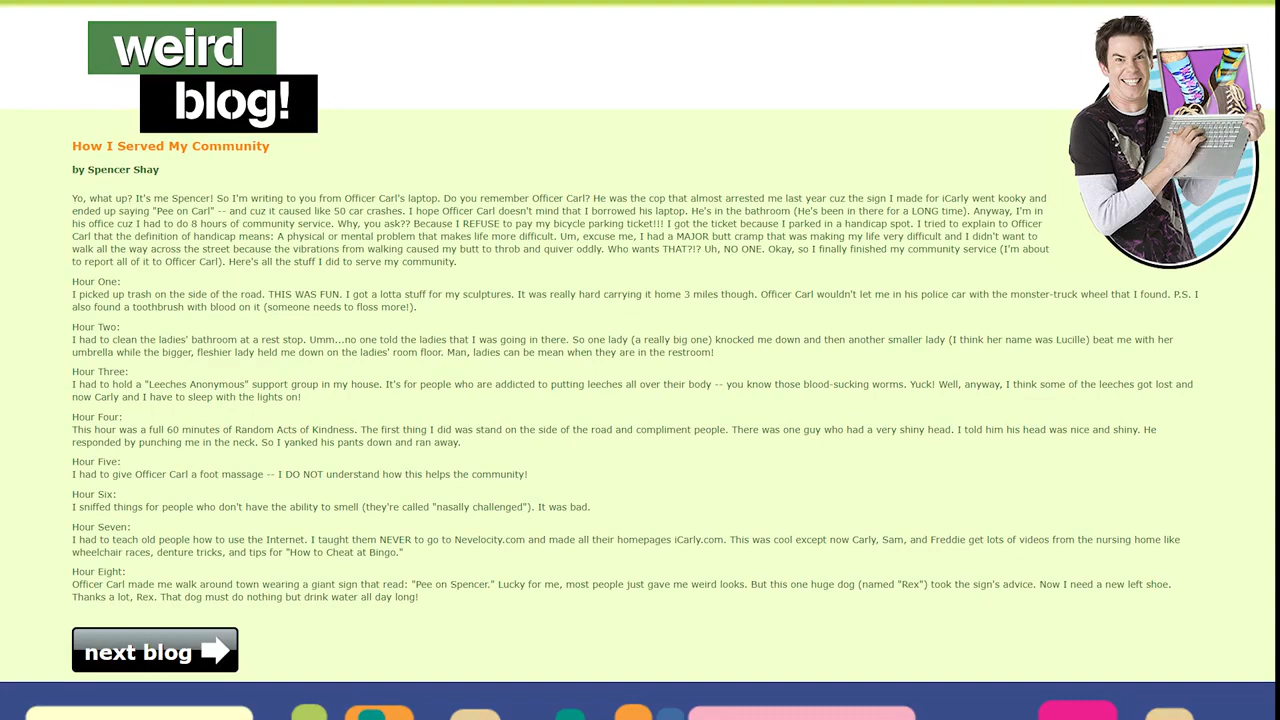 weird
blog!
How I Served My Community
by Spencer Shay
Yo, what up? It's me Spencer! So I'm writing to you from Officer Carl's laptop. Do you remember Officer Carl? He was the cop that almost arrested me last year cuz the sign I made for iCarly went kooky and
ended up saying "Pee on Carl" -- and cuz it caused like 50 car crashes. I hope Officer Carl doesn't mind that I borrowed his laptop. He's in the bathroom (He's been in there for a LONG time). Anyway, I'm in
his office cuz I had to do 8 hours of community service. Why, you ask?? Because I REFUSE to pay my bicycle parking ticket!!! I got the ticket because I parked in a handicap spot. I tried to explain to Officer
Carl that the definition of handicap means: A physical or mental problem that makes life more difficult. Um, excuse me, I had a MAJOR butt cramp that was making my life very difficult and I didn't want to
walk all the way across the street because the vibrations from walking caused my butt to throb and quiver oddly. Who wants THAT?!? Uh, NO ONE. Okay, so I finally finished my community service (I'm about
to report all of it to Officer Carl). Here's all the stuff I did to serve my community.
Hour One:
I picked up trash on the side of the road. THIS WAS FUN. I got a lotta stuff for my sculptures. It was really hard carrying it home 3 miles though. Officer Carl wouldn't let me in his police car with the monster-truck wheel that I found. P.S. I
also found a toothbrush with blood on it (someone needs to floss more!).
Hour Two:
I had to clean the ladies' bathroom at a rest stop. Umm...no one told the ladies that I was going in there. So one lady (a really big one) knocked me down and then another smaller lady (I think her name was Lucille) beat me with her
umbrella while the bigger, fleshier lady held me down on the ladies' room floor. Man, ladies can be mean when they are in the restroom!
Hour Three:
I had to hold a "Leeches Anonymous" support group in my house. It's for people who are addicted to putting leeches all over their body -- you know those blood-sucking worms. Yuck! Well, anyway, I think some of the leeches got lost and
now Carly and I have to sleep with the lights on!
Hour Four:
This hour was a full 60 minutes of Random Acts of Kindness. The first thing I did was stand on the side of the road and compliment people. There was one guy who had a very shiny head. I told him his head was nice and shiny. He
responded by punching me in the neck. So I yanked his pants down and ran away.
Hour Five:
I had to give Officer Carl a foot massage -- I DO NOT understand how this helps the community!
Hour Six:
I sniffed things for people who don't have the ability to smell (they're called "nasally challenged"). It was bad.
Hour Seven:
I had to teach old people how to use the Internet. I taught them NEVER to go to Nevelocity.com and made all their homepages iCarly.com. This was cool except now Carly, Sam, and Freddie get lots of videos from the nursing home like
wheelchair races, denture tricks, and tips for "How to Cheat at Bingo."
Hour Eight:
Officer Carl made me walk around town wearing a giant sign that read: "Pee on Spencer." Lucky for me, most people just gave me weird looks. But this one huge dog (named "Rex") took the sign's advice. Now I need a new left shoe.
Thanks a lot, Rex. That dog must do nothing but drink water all day long!
next blog